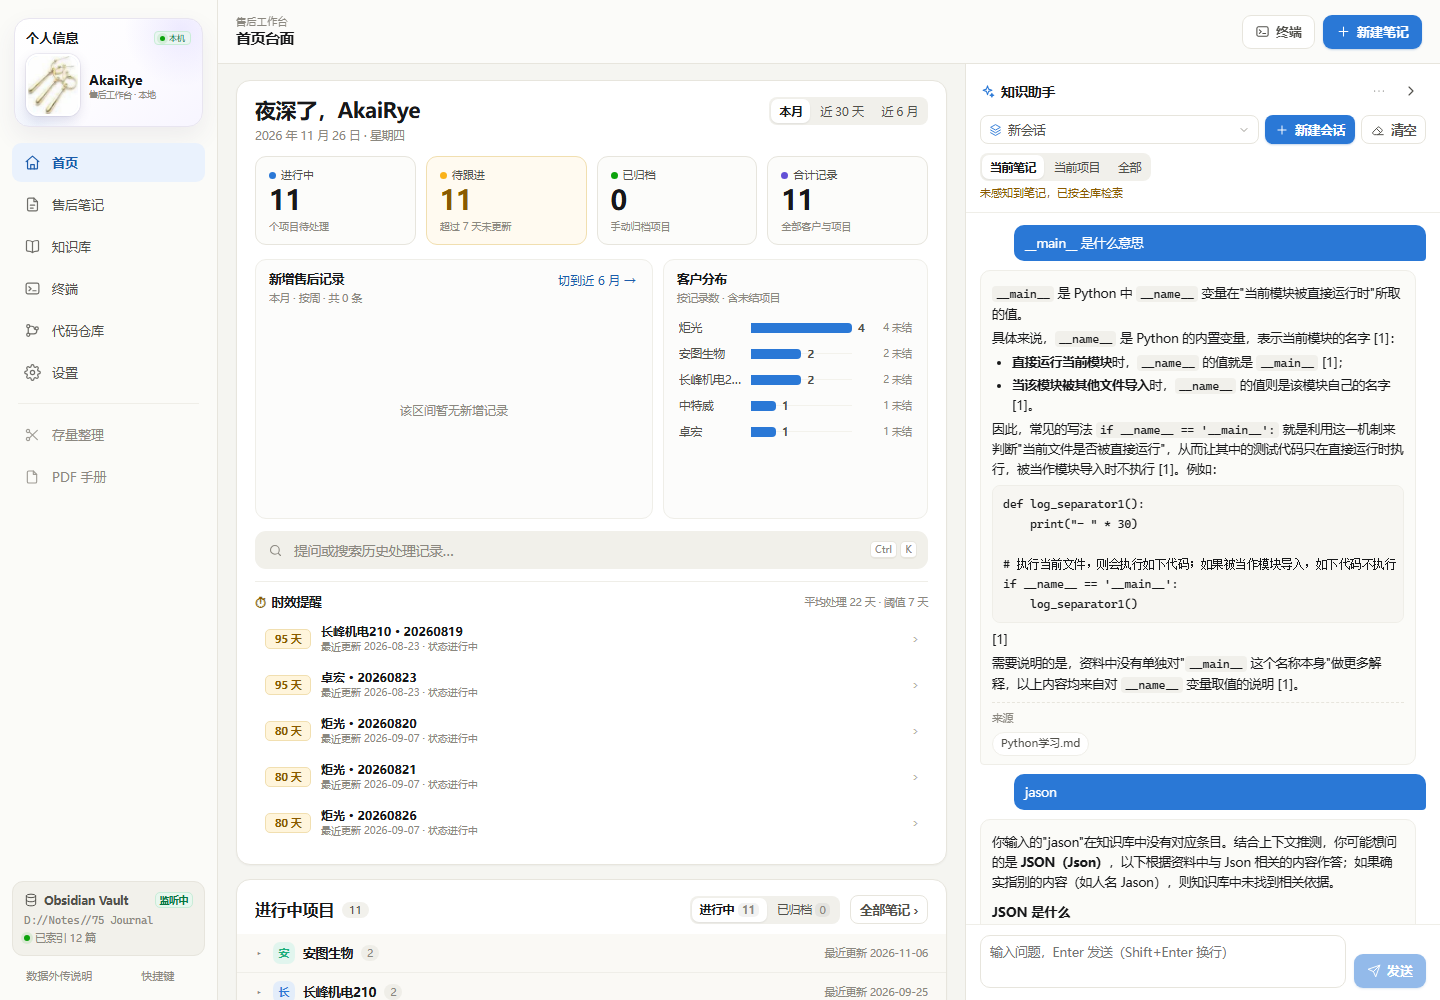 个人信息
本机
AkaiRye
售后工作台 · 本地
首页
售后笔记
知识库
终端
代码仓库
设置
存量整理
PDF 手册
Obsidian Vault
监听中
D://Notes//75 Journal
已索引 12 篇
数据外传说明
快捷键
售后工作台
首页台面
终端
新建笔记
夜深了，AkaiRye
2026 年 11 月 26 日 · 星期四
本月
近 30 天
近 6 月
进行中
11
个项目待处理
待跟进
11
超过 7 天未更新
已归档
0
手动归档项目
合计记录
11
全部客户与项目
新增售后记录
切到近 6 月 →
本月 · 按周 · 共 0 条
该区间暂无新增记录
客户分布
按记录数 · 含未结项目
炬光 4 4 未结
安图生物 2 2 未结
长峰机电2... 2 2 未结
中特威 1 1 未结
卓宏 1 1 未结
提问或搜索历史处理记录...
Ctrl K
时效提醒
平均处理 22 天 · 阈值 7 天
95 天
长峰机电210 • 20260819
最近更新 2026-08-23 · 状态进行中
95 天
卓宏 • 20260823
最近更新 2026-08-23 · 状态进行中
80 天
炬光 • 20260820
最近更新 2026-09-07 · 状态进行中
80 天
炬光 • 20260821
最近更新 2026-09-07 · 状态进行中
80 天
炬光 • 20260826
最近更新 2026-09-07 · 状态进行中
进行中项目 11
进行中 11
已归档 0
全部笔记 ›
安 安图生物 2
最近更新 2026-11-06
长 长峰机电210 2
最近更新 2026-09-25
知识助手
新会话
新建会话
清空
当前笔记
当前项目
全部
未感知到笔记，已按全库检索
__main__ 是什么意思
__main__ 是 Python 中 __name__ 变量在"当前模块被直接运行时"所取
的值。
具体来说，__name__ 是 Python 的内置变量，表示当前模块的名字 [1]：
• 直接运行当前模块时，__name__ 的值就是 __main__ [1]；
• 当该模块被其他文件导入时，__name__ 的值则是该模块自己的名字
[1]。
因此，常见的写法 if __name__ == '__main__': 就是利用这一机制来
判断"当前文件是否被直接运行"，从而让其中的测试代码只在直接运行时执
行，被当作模块导入时不执行 [1]。例如：
def log_separator1():
    print("- " * 30)
# 执行当前文件，则会执行如下代码；如果被当作模块导入，如下代码不执行
if __name__ == '__main__':
    log_separator1()
[1]
需要说明的是，资料中没有单独对"__main__ 这个名称本身"做更多解
释，以上内容均来自对 __name__ 变量取值的说明 [1]。
来源
Python学习.md
jason
你输入的"jason"在知识库中没有对应条目。结合上下文推测，你可能想问
的是 JSON（Json），以下根据资料中与 Json 相关的内容作答；如果确
实指别的内容（如人名 Jason），则知识库中未找到相关依据。
JSON 是什么
输入问题，Enter 发送（Shift+Enter 换行）
发送